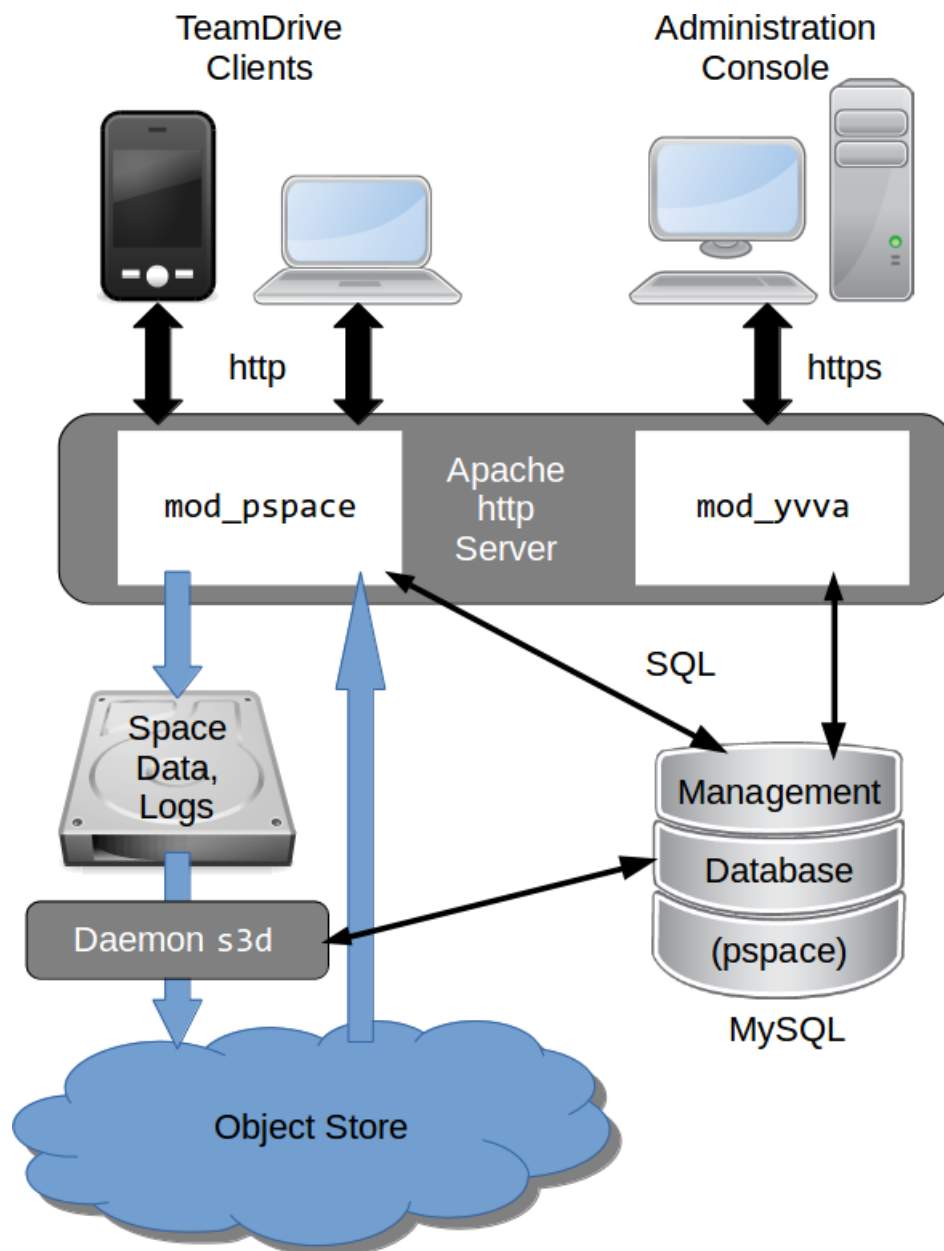 TeamDrive
Clients
Administration
Console
http
https
mod_pspace
Apache
http
Server
mod_yvva
SQL
Space
Data,
Logs
Management
Database
(pspace)
MySQL
Daemon s3d
Object Store